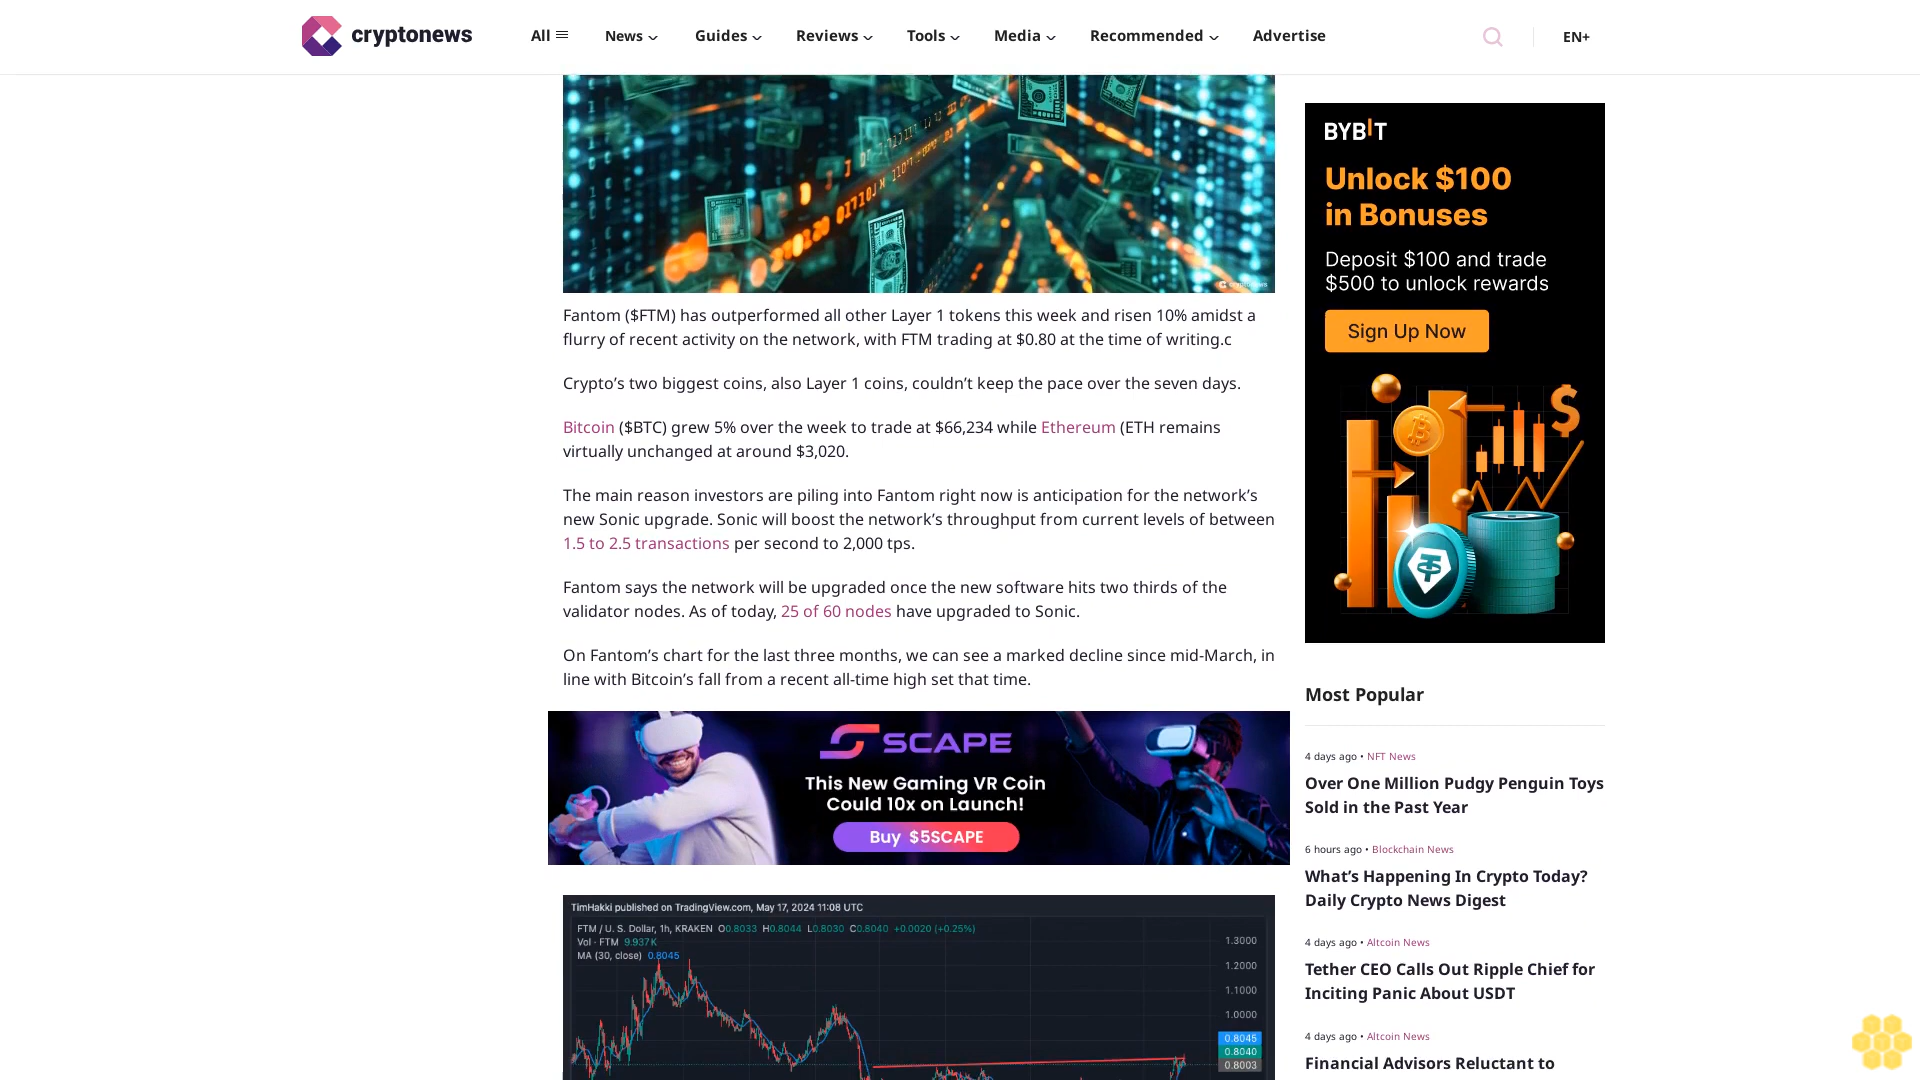 cryptonews
All
News
Guides
Reviews
Tools
Media
Recommended
Advertise
EN+
cryptonews
Fantom ($FTM) has outperformed all other Layer 1 tokens this week and risen 10% amidst a
flurry of recent activity on the network, with FTM trading at $0.80 at the time of writing.c
Crypto’s two biggest coins, also Layer 1 coins, couldn’t keep the pace over the seven days.
Bitcoin ($BTC) grew 5% over the week to trade at $66,234 while Ethereum (ETH remains
virtually unchanged at around $3,020.
The main reason investors are piling into Fantom right now is anticipation for the network’s
new Sonic upgrade. Sonic will boost the network’s throughput from current levels of between
1.5 to 2.5 transactions per second to 2,000 tps.
Fantom says the network will be upgraded once the new software hits two thirds of the
validator nodes. As of today, 25 of 60 nodes have upgraded to Sonic.
On Fantom’s chart for the last three months, we can see a marked decline since mid-March, in
line with Bitcoin’s fall from a recent all-time high set that time.
SCAPE
This New Gaming VR Coin
Could 10x on Launch!
Buy $5SCAPE
TimHakki published on TradingView.com, May 17, 2024 11:08 UTC
FTM / U. S. Dollar, 1h, KRAKEN O0.8033 H0.8044 L0.8030 C0.8040 +0.0020 (+0.25%)
Vol · FTM 9.937K
MA (30, close) 0.8045
1.3000
1.2000
1.1000
1.0000
0.8045
0.8040
0.8003
BYBIT
Unlock $100
in Bonuses
Deposit $100 and trade
$500 to unlock rewards
Sign Up Now
Most Popular
4 days ago • NFT News
Over One Million Pudgy Penguin Toys
Sold in the Past Year
6 hours ago • Blockchain News
What’s Happening In Crypto Today?
Daily Crypto News Digest
4 days ago • Altcoin News
Tether CEO Calls Out Ripple Chief for
Inciting Panic About USDT
4 days ago • Altcoin News
Financial Advisors Reluctant to